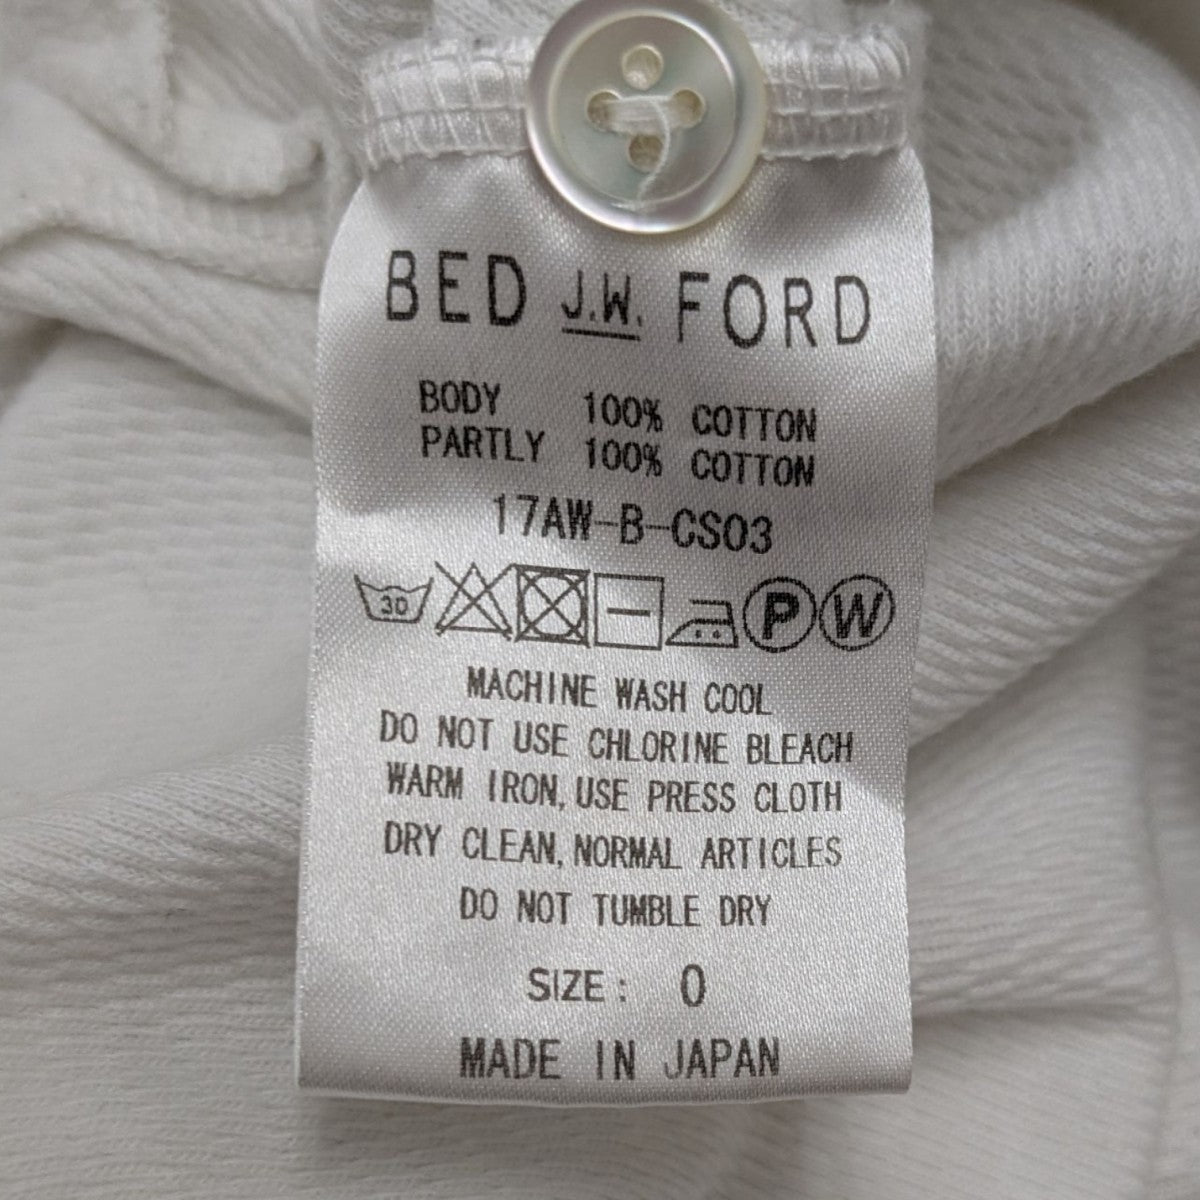 BED J.W. FORD
BODY 100% COTTON
PARTLY 100% COTTON
17AW-B-CS03
30 P W
MACHINE WASH COOL
DO NOT USE CHLORINE BLEACH
WARM IRON, USE PRESS CLOTH
DRY CLEAN, NORMAL ARTICLES
DO NOT TUMBLE DRY
SIZE: 0
MADE IN JAPAN